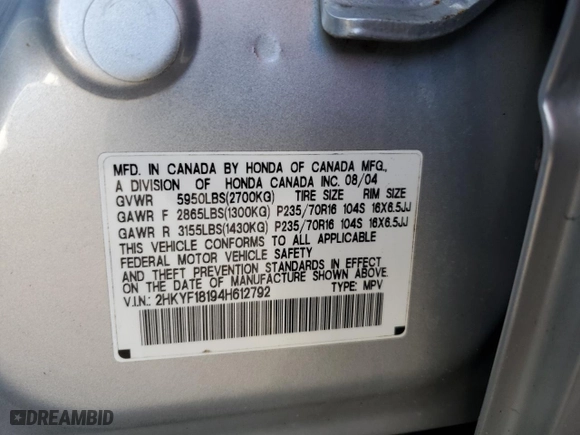 MFD. IN CANADA BY HONDA OF CANADA MFG.,
A DIVISION OF HONDA CANADA INC. 08/04
GVWR 5950LBS(2700KG) TIRE SIZE RIM SIZE
GAWR F 2865LBS(1300KG) P235/70R16 104S 16X6.5JJ
GAWR R 3155LBS(1430KG) P235/70R16 104S 16X6.5JJ
THIS VEHICLE CONFORMS TO ALL APPLICABLE
FEDERAL MOTOR VEHICLE SAFETY
AND THEFT PREVENTION STANDARDS IN EFFECT
ON THE DATE OF MANUFACTURE SHOWN ABOVE.
V.I.N.: 2HKYF18194H612792 TYPE: MPV
DREAMBID